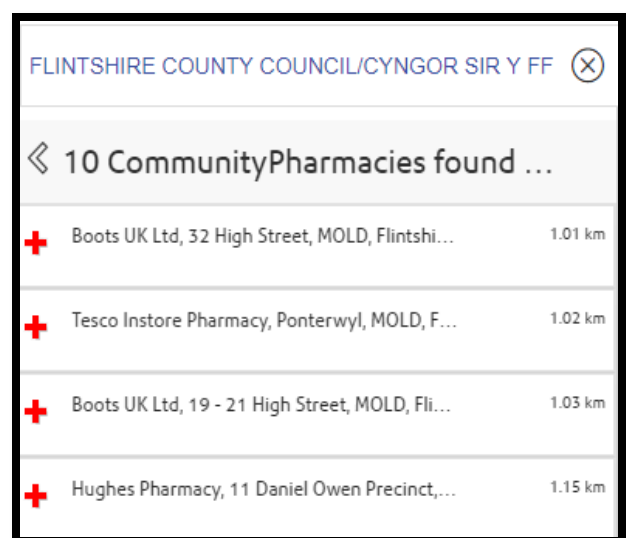 FLINTSHIRE COUNTY COUNCIL/CYNGOR SIR Y FF
10 CommunityPharmacies found ...
Boots UK Ltd, 32 High Street, MOLD, Flintshi... 1.01 km
Tesco Instore Pharmacy, Ponterwyl, MOLD, F... 1.02 km
Boots UK Ltd, 19 - 21 High Street, MOLD, Fli... 1.03 km
Hughes Pharmacy, 11 Daniel Owen Precinct,... 1.15 km